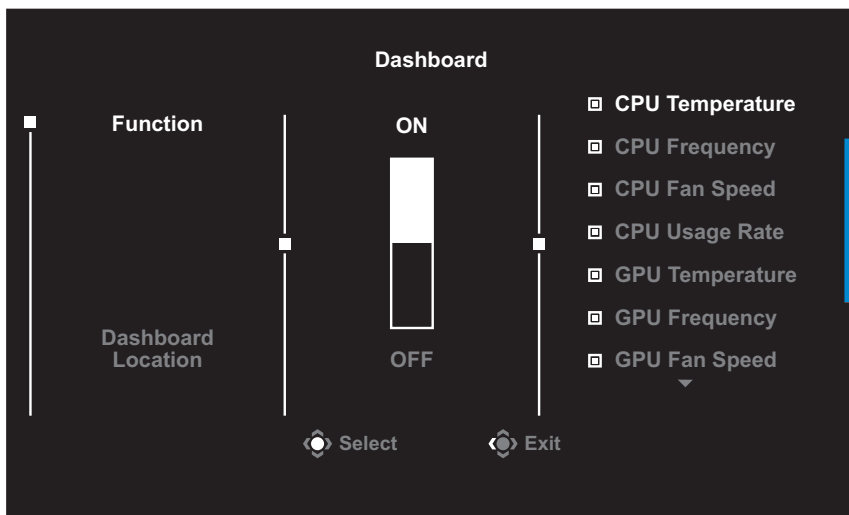 Dashboard
Function
Dashboard
Location
ON
OFF
CPU Temperature
CPU Frequency
CPU Fan Speed
CPU Usage Rate
GPU Temperature
GPU Frequency
GPU Fan Speed
Select
Exit